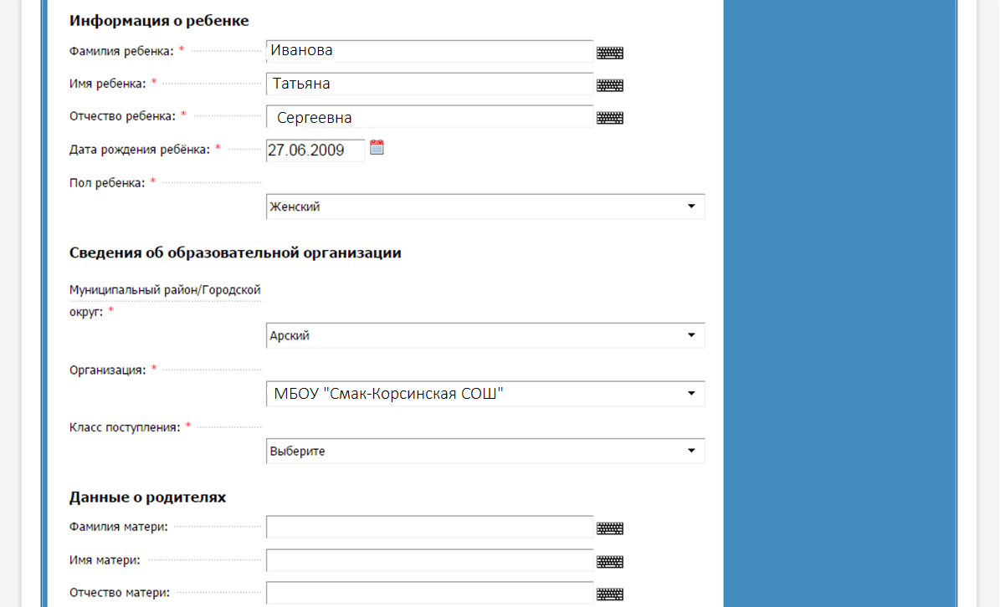 Информация о ребенке
Фамилия ребенка: * Иванова
Имя ребенка: * Татьяна
Отчество ребенка: * Сергеевна
Дата рождения ребёнка: * 27.06.2009
Пол ребенка: *
Женский
Сведения об образовательной организации
Муниципальный район/Городской
округ: *
Арский
Организация: *
МБОУ "Смак-Корсинская СОШ"
Класс поступления: *
Выберите
Данные о родителях
Фамилия матери:
Имя матери:
Отчество матери: